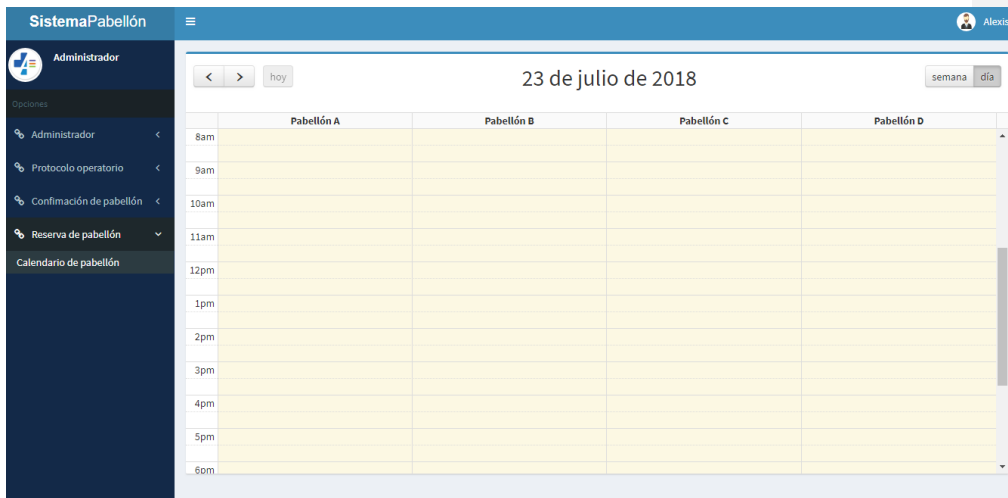 SistemaPabellón
Alexis
Administrador
Opciones
Administrador
Protocolo operatorio
Confimación de pabellón
Reserva de pabellón
Calendario de pabellón
hoy
23 de julio de 2018
semana día
Pabellón A Pabellón B Pabellón C Pabellón D
8am
9am
10am
11am
12pm
1pm
2pm
3pm
4pm
5pm
6pm